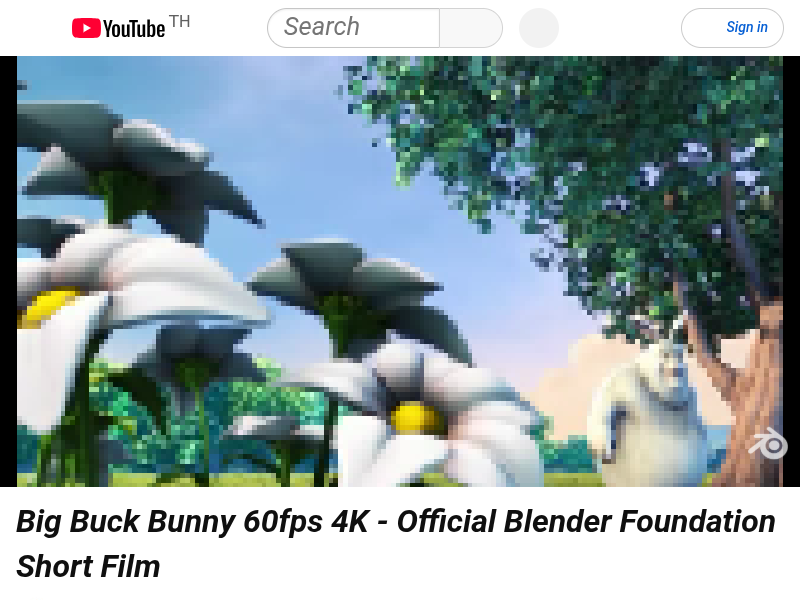 YouTube TH
Search
Sign in
Big Buck Bunny 60fps 4K - Official Blender Foundation
Short Film